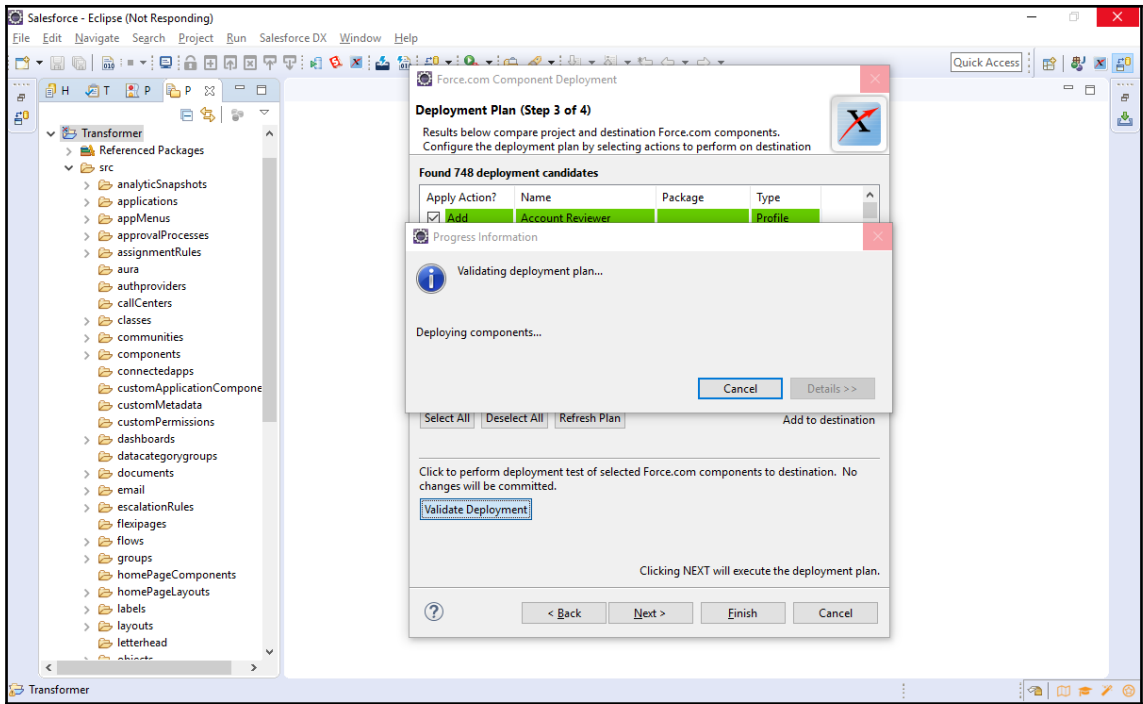 Salesforce - Eclipse (Not Responding)
File Edit Navigate Search Project Run Salesforce DX Window Help
Quick Access
H T P P
Transformer
Referenced Packages
src
analyticSnapshots
applications
appMenus
approvalProcesses
assignmentRules
aura
authproviders
callCenters
classes
communities
components
connectedapps
customApplicationCompone
customMetadata
customPermissions
dashboards
datacategorygroups
documents
email
escalationRules
flexipages
flows
groups
homePageComponents
homePageLayouts
labels
layouts
letterhead
objects
Force.com Component Deployment
Deployment Plan (Step 3 of 4)
Results below compare project and destination Force.com components.
Configure the deployment plan by selecting actions to perform on destination
Found 748 deployment candidates
Apply Action? Name Package Type
Add Account Reviewer Profile
Progress Information
Validating deployment plan...
Deploying components...
Cancel Details >>
Select All Deselect All Refresh Plan Add to destination
Click to perform deployment test of selected Force.com components to destination. No
changes will be committed.
Validate Deployment
Clicking NEXT will execute the deployment plan.
< Back Next > Finish Cancel
Transformer